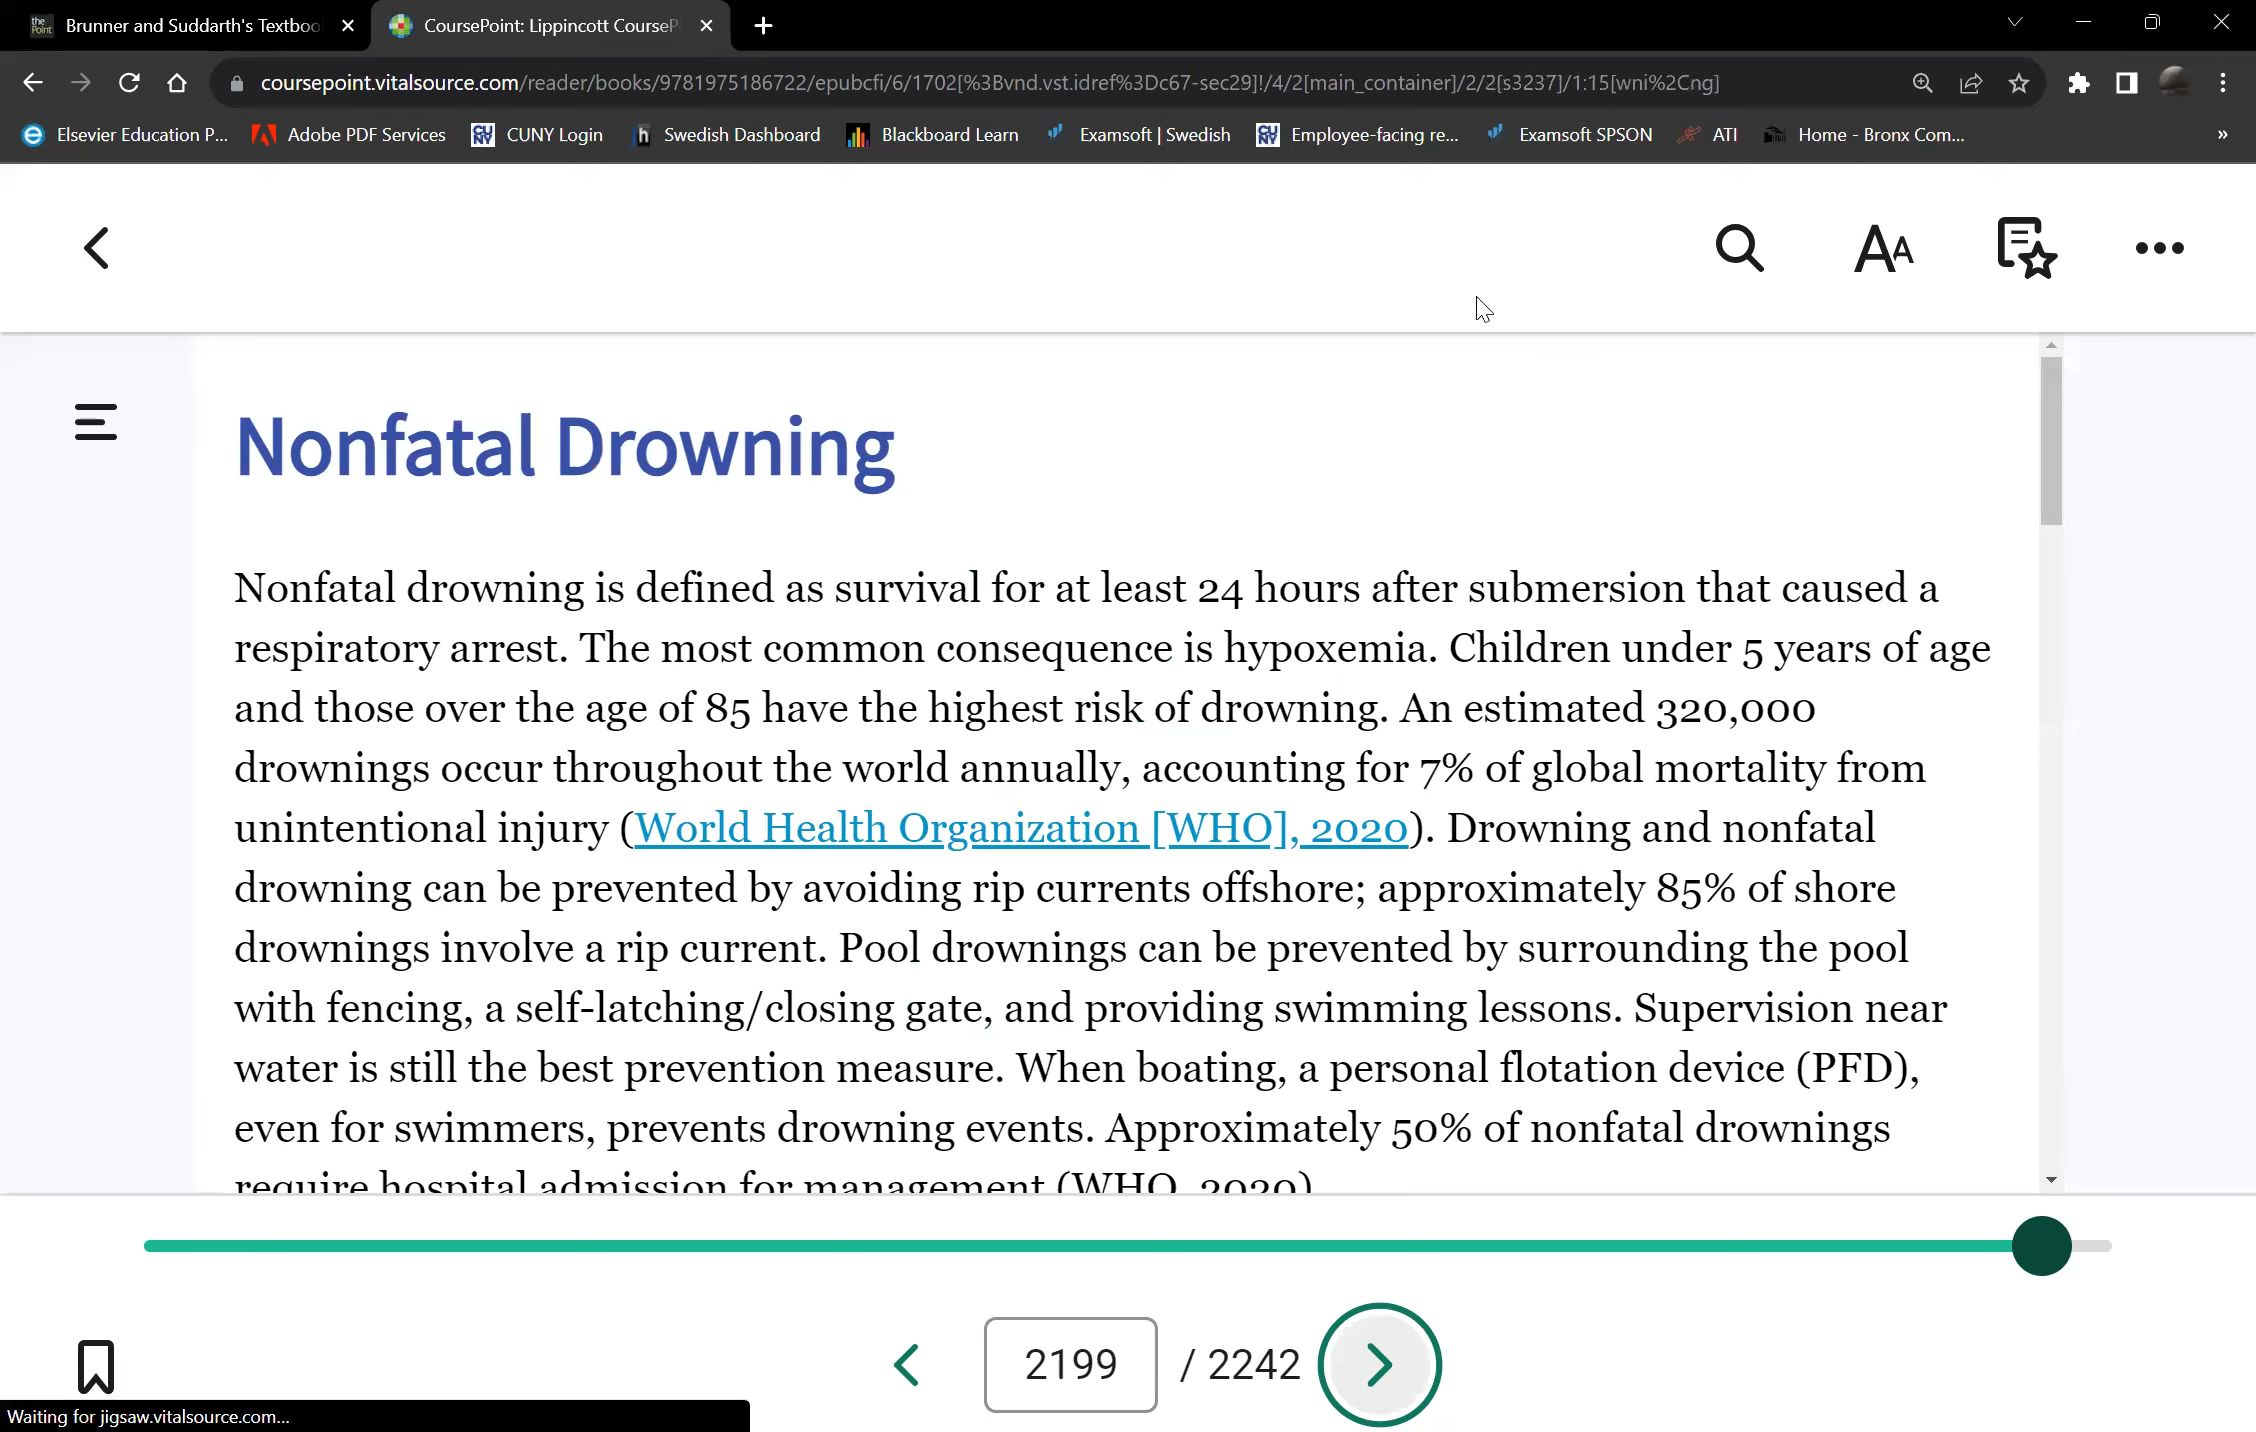 Brunner and Suddarth's Textboo
CoursePoint: Lippincott CourseP
coursepoint.vitalsource.com/reader/books/9781975186722/epubcfi/6/1702[%3Bvnd.vst.idref%3Dc67-sec29]!/4/2[main_container]/2/2[s3237]/1:15[wni%2Cng]
Elsevier Education P... Adobe PDF Services CUNY Login Swedish Dashboard Blackboard Learn Examsoft | Swedish Employee-facing re... Examsoft SPSON ATI Home - Bronx Com... »
AA
Nonfatal Drowning
Nonfatal drowning is defined as survival for at least 24 hours after submersion that caused a
respiratory arrest. The most common consequence is hypoxemia. Children under 5 years of age
and those over the age of 85 have the highest risk of drowning. An estimated 320,000
drownings occur throughout the world annually, accounting for 7% of global mortality from
unintentional injury (World Health Organization [WHO], 2020). Drowning and nonfatal
drowning can be prevented by avoiding rip currents offshore; approximately 85% of shore
drownings involve a rip current. Pool drownings can be prevented by surrounding the pool
with fencing, a self-latching/closing gate, and providing swimming lessons. Supervision near
water is still the best prevention measure. When boating, a personal flotation device (PFD),
even for swimmers, prevents drowning events. Approximately 50% of nonfatal drownings
require hospital admission for management (WHO, 2020).
2199 / 2242
Waiting for jigsaw.vitalsource.com...